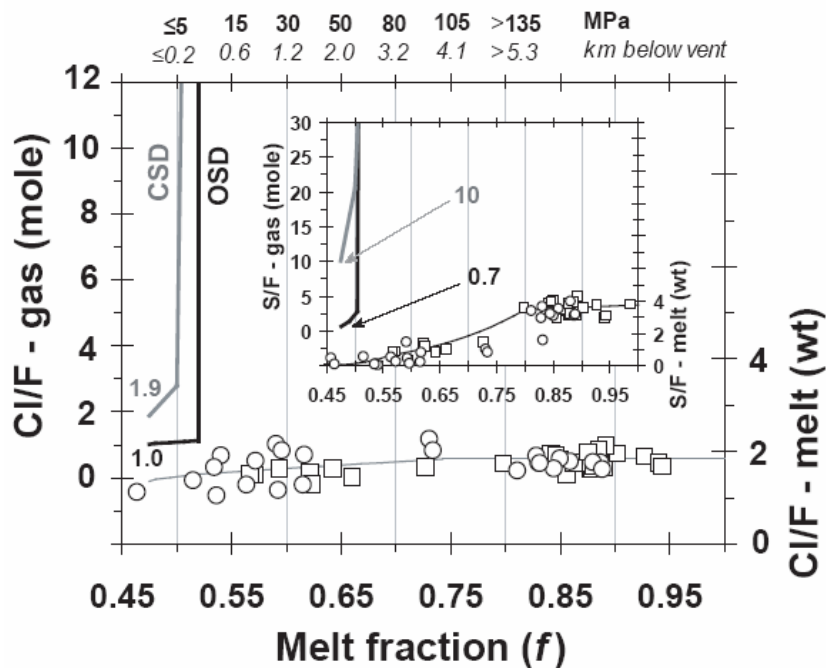 ≤5 15 30 50 80 105 >135 MPa
≤0.2 0.6 1.2 2.0 3.2 4.1 >5.3 km below vent
Cl/F - gas (mole)
12
10
8
6
4
2
0
CSD
OSD
1.9
1.0
S/F - gas (mole)
30
25
20
15
10
5
0
10
0.7
4
2
0
S/F - melt (wt)
0.45 0.55 0.65 0.75 0.85 0.95
4
2
0
Cl/F - melt (wt)
0.45 0.55 0.65 0.75 0.85 0.95
Melt fraction (f)